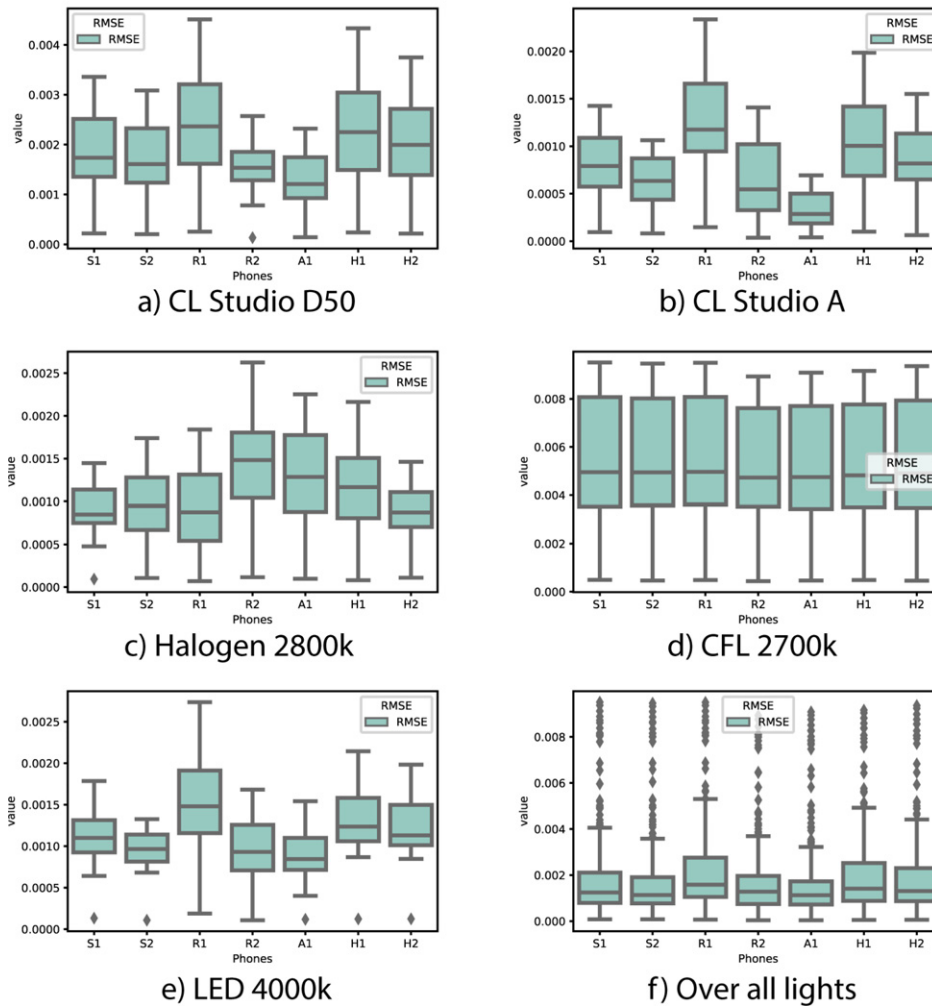 RMSE
RMSE
value
0.004
0.003
0.002
0.001
0.000
S1 S2 R1 R2 A1 H1 H2
Phones
a) CL Studio D50
RMSE
RMSE
value
0.0020
0.0015
0.0010
0.0005
0.0000
S1 S2 R1 R2 A1 H1 H2
Phones
b) CL Studio A
RMSE
RMSE
value
0.0025
0.0020
0.0015
0.0010
0.0005
0.0000
S1 S2 R1 R2 A1 H1 H2
Phones
c) Halogen 2800k
RMSE
RMSE
value
0.008
0.006
0.004
0.002
0.000
S1 S2 R1 R2 A1 H1 H2
Phones
d) CFL 2700k
RMSE
RMSE
value
0.0025
0.0020
0.0015
0.0010
0.0005
0.0000
S1 S2 R1 R2 A1 H1 H2
Phones
e) LED 4000k
RMSE
RMSE
value
0.008
0.006
0.004
0.002
0.000
S1 S2 R1 R2 A1 H1 H2
Phones
f) Over all lights